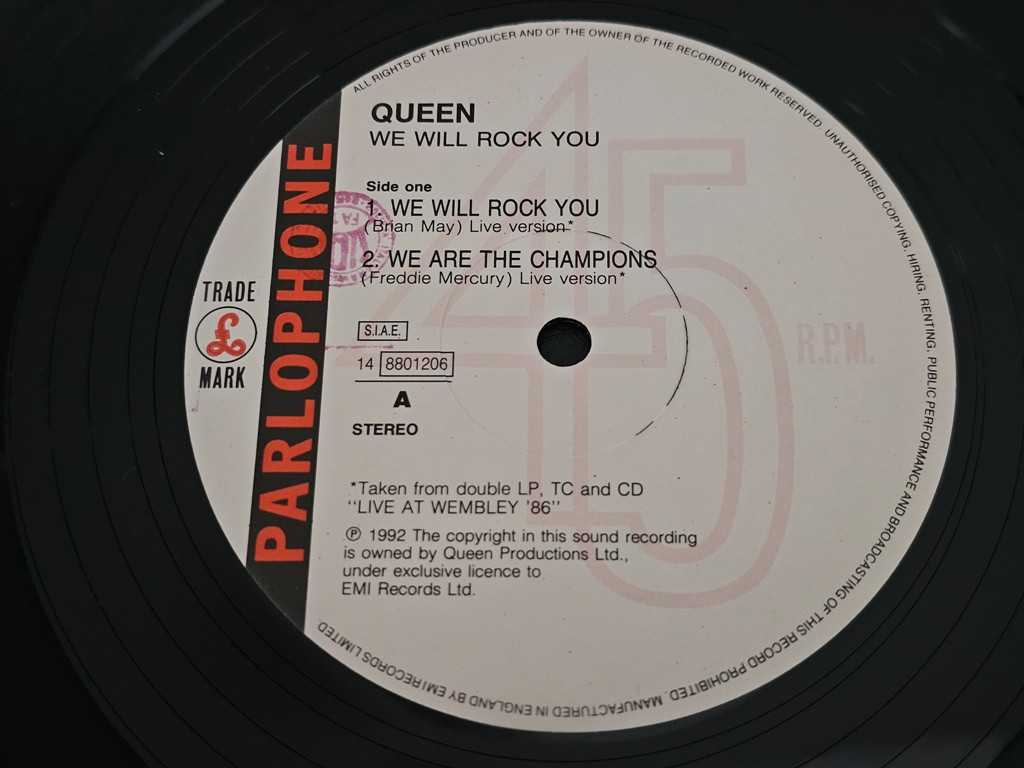 ALL RIGHTS OF THE PRODUCER AND OF THE OWNER OF THE RECORDED WORK RESERVED. UNAUTHORISED COPYING, HIRING, RENTING, PUBLIC PERFORMANCE AND BROADCASTING OF THIS RECORD PROHIBITED. MANUFACTURED IN ENGLAND BY EMI RECORDS LIMITED.
QUEEN
WE WILL ROCK YOU
PARLOPHONE
TRADE
£
MARK
Side one
1. WE WILL ROCK YOU
(Brian May) Live version*
2. WE ARE THE CHAMPIONS
(Freddie Mercury) Live version*
S.I.A.E.
14 8801206
A
STEREO
45
R.P.M.
*Taken from double LP, TC and CD
"LIVE AT WEMBLEY '86"
℗ 1992 The copyright in this sound recording
is owned by Queen Productions Ltd.,
under exclusive licence to
EMI Records Ltd.